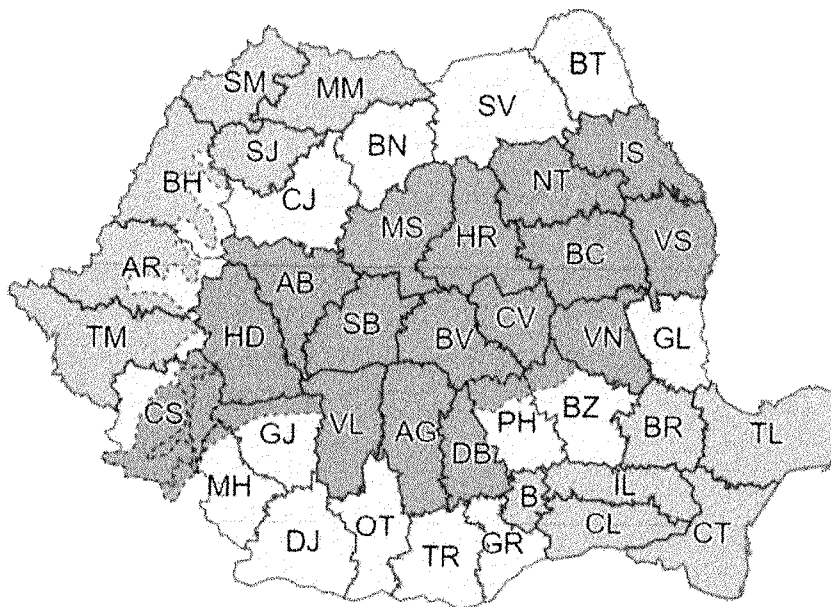 BT
SM
MM
SV
SJ
BN
IS
BH
NT
CJ
MS
HR
VS
BC
AR
AB
TM
SB
CV
HD
BV
VN
GL
CS
BZ
VL
PH
BR
TL
GJ
AG
DB
MH
B
IL
CL
CT
OT
DJ
TR
GR